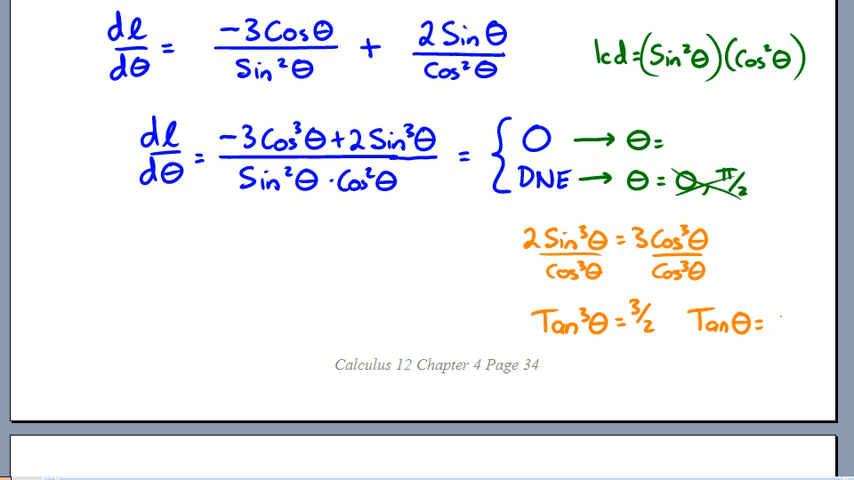 dl/dθ = -3Cosθ/Sin²θ + 2Sinθ/Cos²θ    lcd=(Sin²θ)(Cos²θ)
dl/dθ = -3Cos³θ+2Sin³θ/Sin²θ·Cos²θ = { 0 → θ=
DNE → θ = 0, π/2
2Sin³θ/Cos³θ = 3Cos³θ/Cos³θ
Tan³θ = 3/2    Tanθ=
Calculus 12 Chapter 4 Page 34